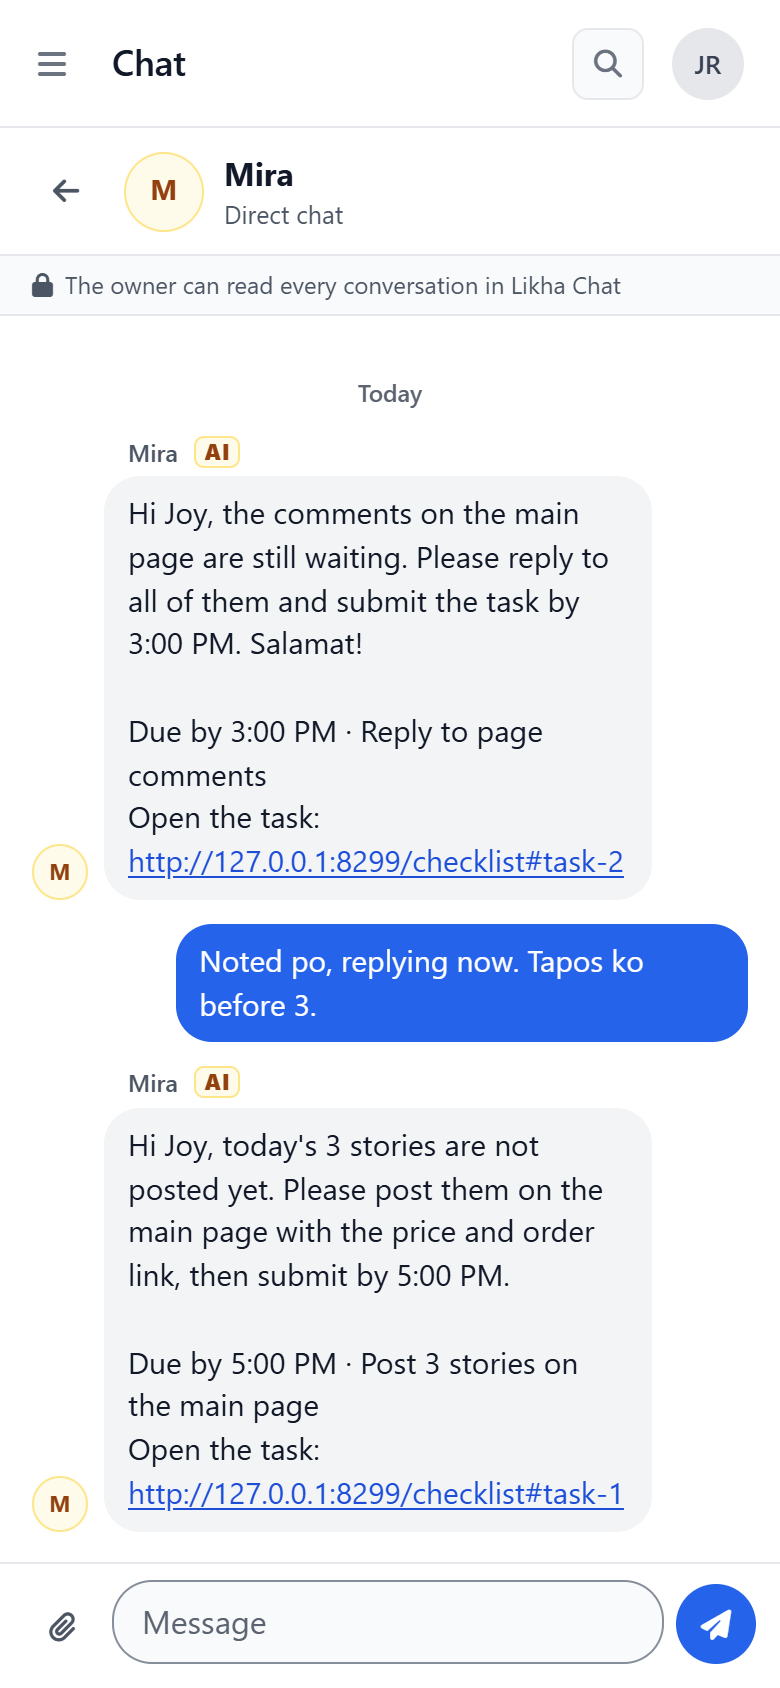 Chat
JR
M
Mira
Direct chat
The owner can read every conversation in Likha Chat
Today
Mira AI
Hi Joy, the comments on the main
page are still waiting. Please reply to
all of them and submit the task by
3:00 PM. Salamat!
Due by 3:00 PM · Reply to page
comments
Open the task:
http://127.0.0.1:8299/checklist#task-2
M
Noted po, replying now. Tapos ko
before 3.
Mira AI
Hi Joy, today's 3 stories are not
posted yet. Please post them on the
main page with the price and order
link, then submit by 5:00 PM.
Due by 5:00 PM · Post 3 stories on
the main page
Open the task:
http://127.0.0.1:8299/checklist#task-1
M
Message